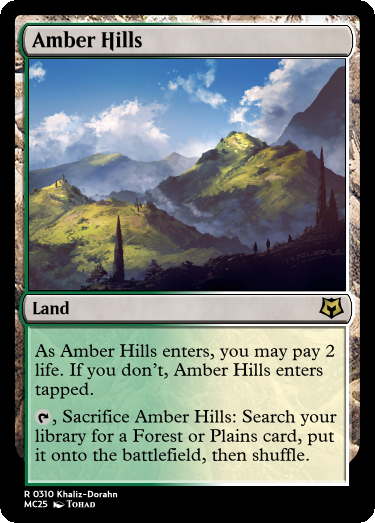 Amber Hills
Land
As Amber Hills enters, you may pay 2
life. If you don't, Amber Hills enters
tapped.
, Sacrifice Amber Hills: Search your
library for a Forest or Plains card, put
it onto the battlefield, then shuffle.
R 0310 Khaliz-Dorahn
MC25 Tohad